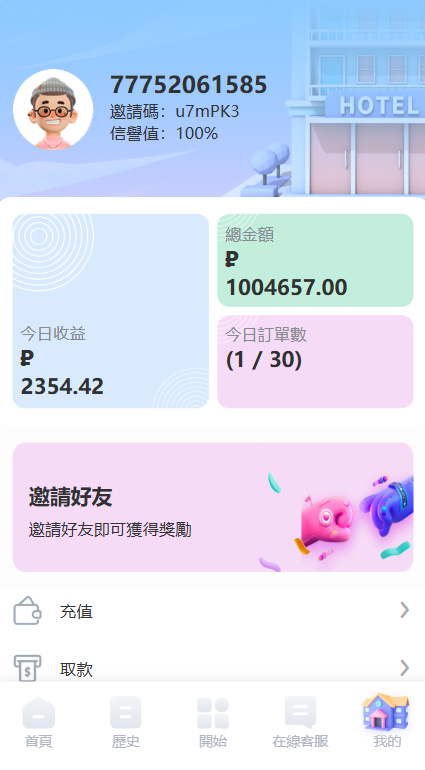 HOTEL
77752061585
邀請碼：u7mPK3
信譽值：100%
今日收益
₽
2354.42
總金額
₽
1004657.00
今日訂單數
(1 / 30)
邀請好友
邀請好友即可獲得獎勵
充值
取款
首頁
歷史
開始
在線客服
我的